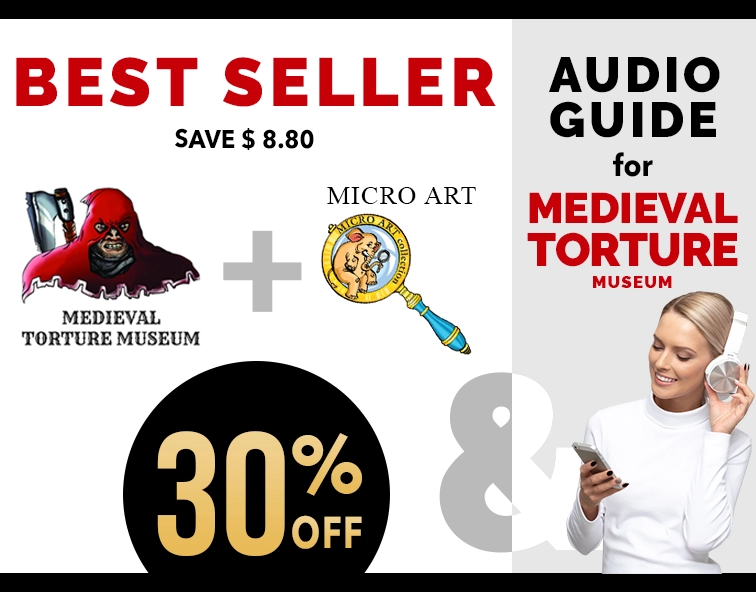 BEST SELLER
SAVE $ 8.80
MEDIEVAL
TORTURE MUSEUM
+
MICRO ART
MICRO ART collection
30%
OFF
&
AUDIO
GUIDE
for
MEDIEVAL
TORTURE
MUSEUM